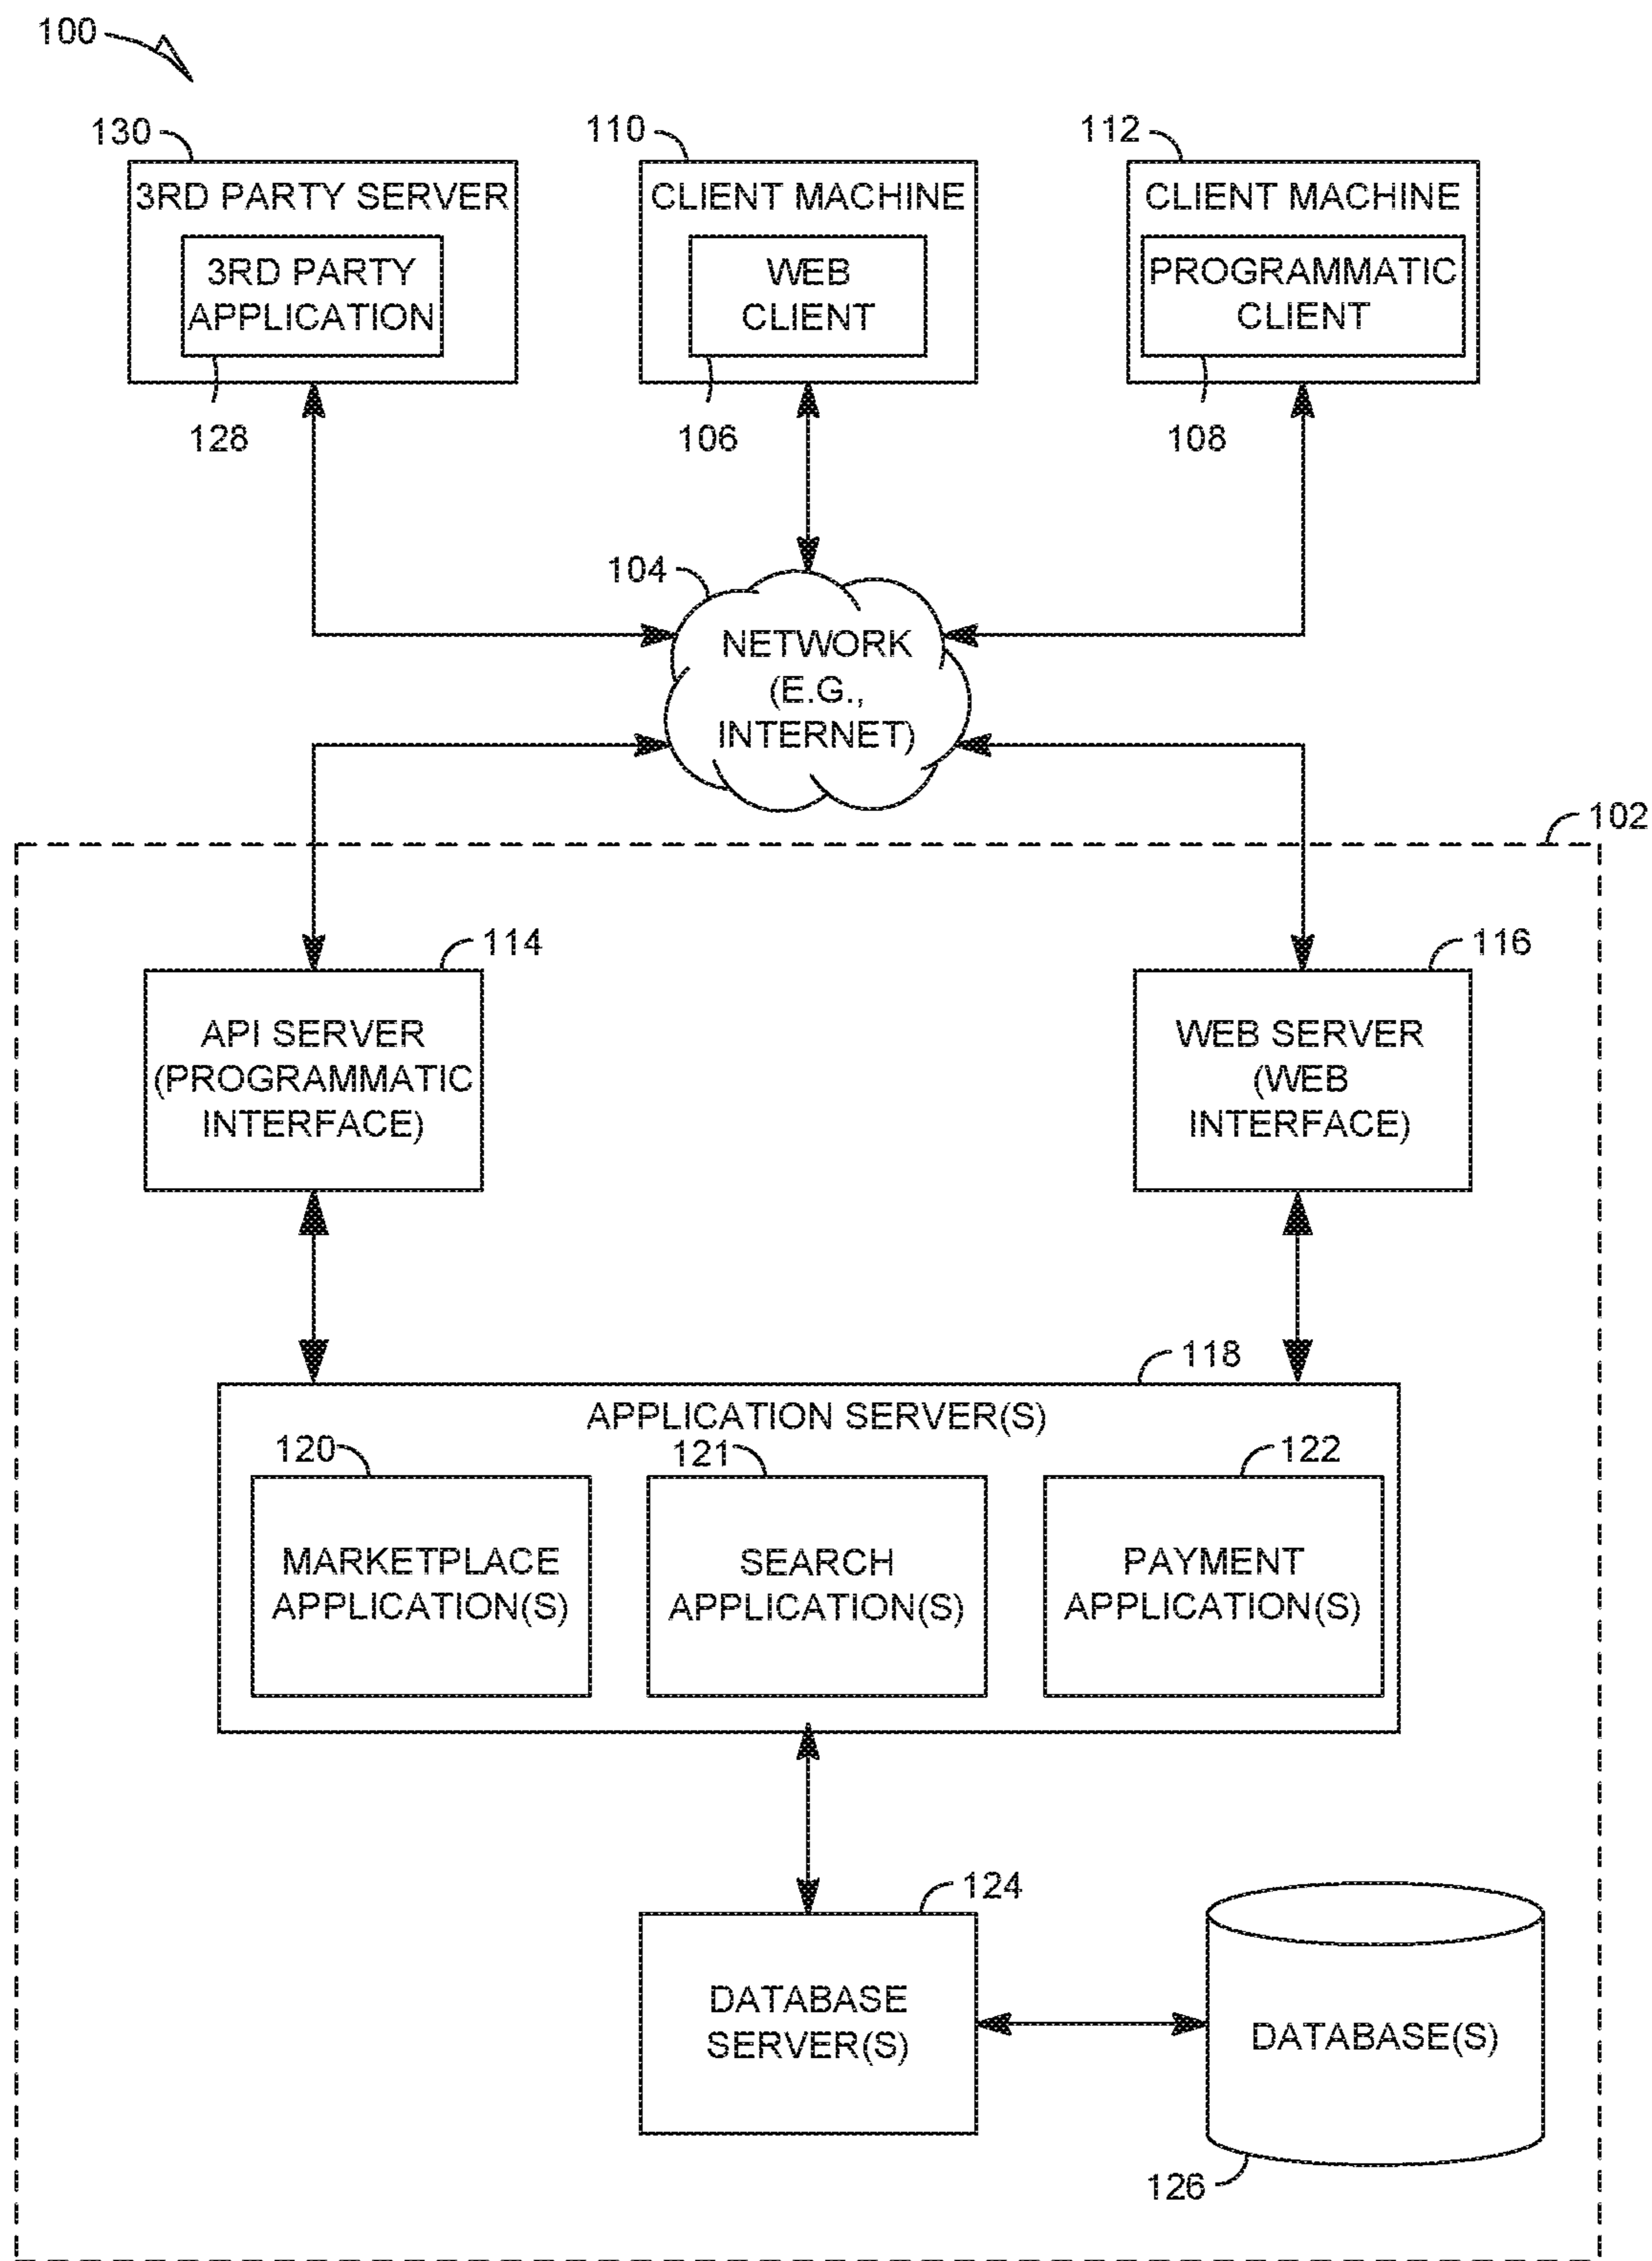 100
130
110
112
3RD PARTY SERVER
CLIENT MACHINE
CLIENT MACHINE
3RD PARTY
APPLICATION
WEB
CLIENT
PROGRAMMATIC
CLIENT
128
106
108
104
NETWORK
(E.G.,
INTERNET)
102
114
116
API SERVER
(PROGRAMMATIC
INTERFACE)
WEB SERVER
(WEB
INTERFACE)
118
APPLICATION SERVER(S)
120
121
122
MARKETPLACE
APPLICATION(S)
SEARCH
APPLICATION(S)
PAYMENT
APPLICATION(S)
124
DATABASE
SERVER(S)
DATABASE(S)
126